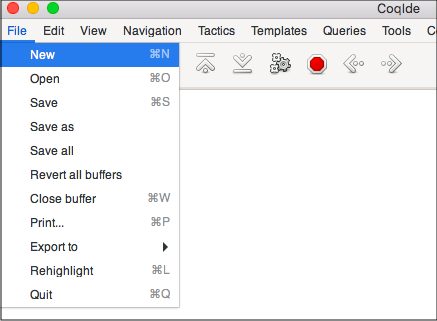 CoqIde
File Edit View Navigation Tactics Templates Queries Tools C
New ⌘N
Open ⌘O
Save ⌘S
Save as
Save all
Revert all buffers
Close buffer ⌘W
Print... ⌘P
Export to
Rehighlight ⌘L
Quit ⌘Q